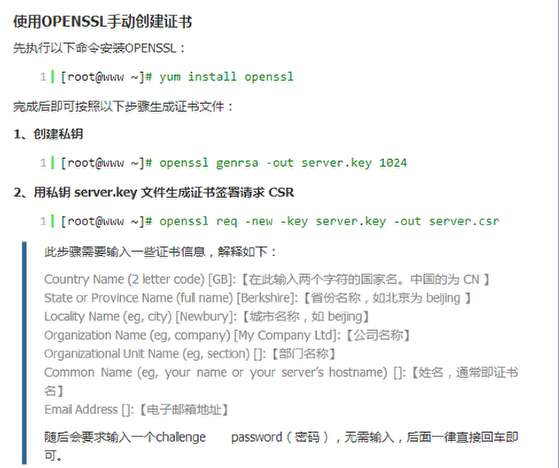 使用OPENSSL手动创建证书
先执行以下命令安装OPENSSL：
1 [root@www ~]# yum install openssl
完成后即可按照以下步骤生成证书文件：
1、创建私钥
1 [root@www ~]# openssl genrsa -out server.key 1024
2、用私钥 server.key 文件生成证书签署请求 CSR
1 [root@www ~]# openssl req -new -key server.key -out server.csr
此步骤需要输入一些证书信息，解释如下：
Country Name (2 letter code) [GB]:【在此输入两个字符的国家名。中国的为 CN 】
State or Province Name (full name) [Berkshire]:【省份名称，如北京为 beijing 】
Locality Name (eg, city) [Newbury]:【城市名称，如 beijing】
Organization Name (eg, company) [My Company Ltd]:【公司名称】
Organizational Unit Name (eg, section) []:【部门名称】
Common Name (eg, your name or your server’s hostname) []:【姓名，通常即证书
名】
Email Address []:【电子邮箱地址】
随后会要求输入一个chalenge password（密码），无需输入，后面一律直接回车即
可。